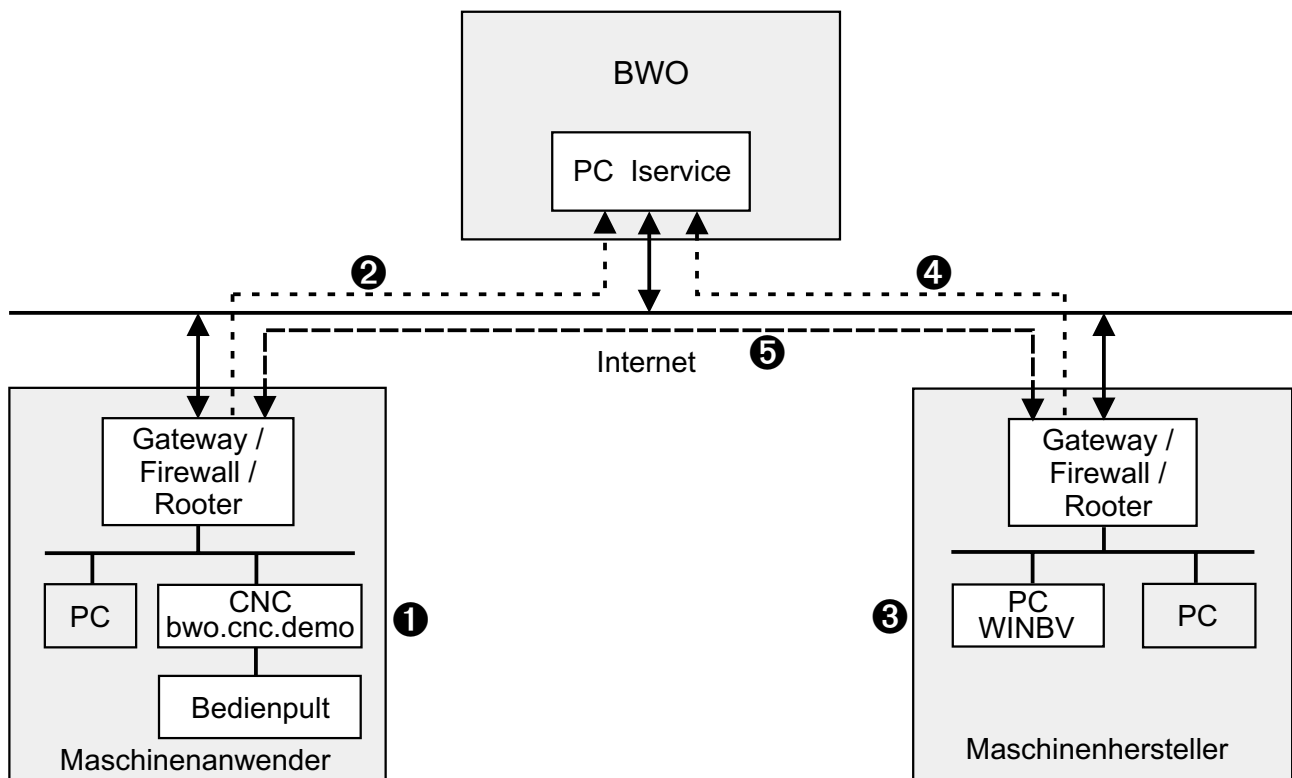 BWO
PC Iservice
❷
❹
Internet
❺
Gateway /
Firewall /
Rooter
PC
CNC
bwo.cnc.demo
❶
Bedienpult
Maschinenanwender
Gateway /
Firewall /
Rooter
❸
PC
WINBV
PC
Maschinenhersteller